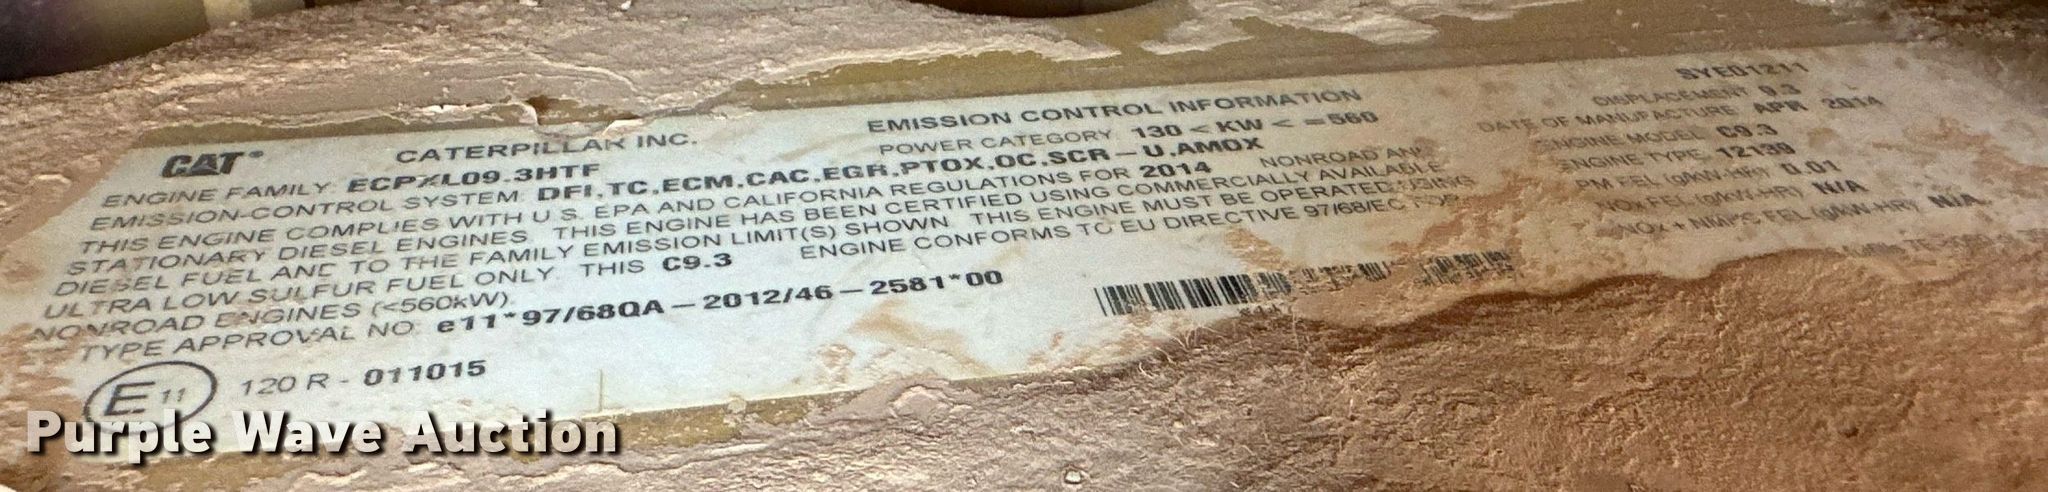 CAT
CATERPILLAR INC.
EMISSION CONTROL INFORMATION
SYE01211
ENGINE FAMILY: ECPXL09.3HTF
POWER CATEGORY: 130 < KW < =560
DISPLACEMENT: 9.3
EMISSION-CONTROL SYSTEM: DFI,TC,ECM,CAC,EGR,PTOX,OC,SCR-U,AMOX
DATE OF MANUFACTURE: APR 2014
THIS ENGINE COMPLIES WITH U.S. EPA AND CALIFORNIA REGULATIONS FOR 2014 NONROAD AND
ENGINE MODEL: C9.3
STATIONARY DIESEL ENGINES. THIS ENGINE HAS BEEN CERTIFIED USING COMMERCIALLY AVAILABLE
ENGINE TYPE: 12139
DIESEL FUEL AND TO THE FAMILY EMISSION LIMIT(S) SHOWN. THIS ENGINE MUST BE OPERATED USING
PM FEL (g/kW-HR): 0.01
ULTRA LOW SULFUR FUEL ONLY. THIS C9.3 ENGINE CONFORMS TO EU DIRECTIVE 97/68/EC FOR
NOx FEL (g/kW-HR): N/A
NONROAD ENGINES (<560kW).
NOx + NMHC FEL (g/kW-HR): N/A
TYPE APPROVAL NO: e11*97/68QA-2012/46-2581*00
E 11 120 R - 011015
Purple Wave Auction